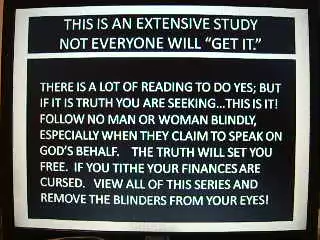 THIS IS AN EXTENSIVE STUDY
NOT EVERYONE WILL "GET IT."
THERE IS A LOT OF READING TO DO YES; BUT
IF IT IS TRUTH YOU ARE SEEKING...THIS IS IT!
FOLLOW NO MAN OR WOMAN BLINDLY,
ESPECIALLY WHEN THEY CLAIM TO SPEAK ON
GOD'S BEHALF. THE TRUTH WILL SET YOU
FREE. IF YOU TITHE YOUR FINANCES ARE
CURSED. VIEW ALL OF THIS SERIES AND
REMOVE THE BLINDERS FROM YOUR EYES!